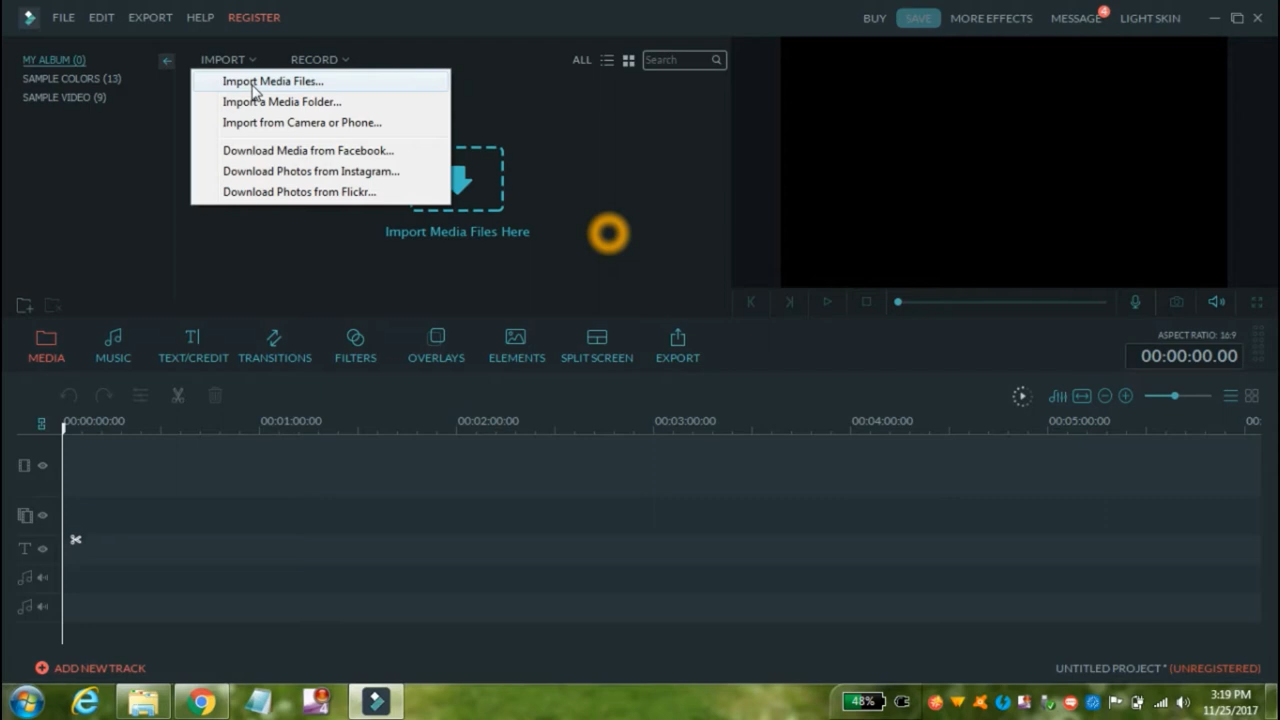 FILE EDIT EXPORT HELP REGISTER BUY SAVE MORE EFFECTS MESSAGE 4 LIGHT SKIN
MY ALBUM (0) IMPORT RECORD ALL Search
SAMPLE COLORS (13)
SAMPLE VIDEO (9)
Import Media Files...
Import a Media Folder...
Import from Camera or Phone...
Download Media from Facebook...
Download Photos from Instagram...
Download Photos from Flickr...
Import Media Files Here
MEDIA MUSIC TEXT/CREDIT TRANSITIONS FILTERS OVERLAYS ELEMENTS SPLIT SCREEN EXPORT
ASPECT RATIO: 16:9
00:00:00.00
00:00:00:00 00:01:00:00 00:02:00:00 00:03:00:00 00:04:00:00 00:05:00:00 00:
T
ADD NEW TRACK UNTITLED PROJECT * (UNREGISTERED)
48% 3:19 PM
11/25/2017